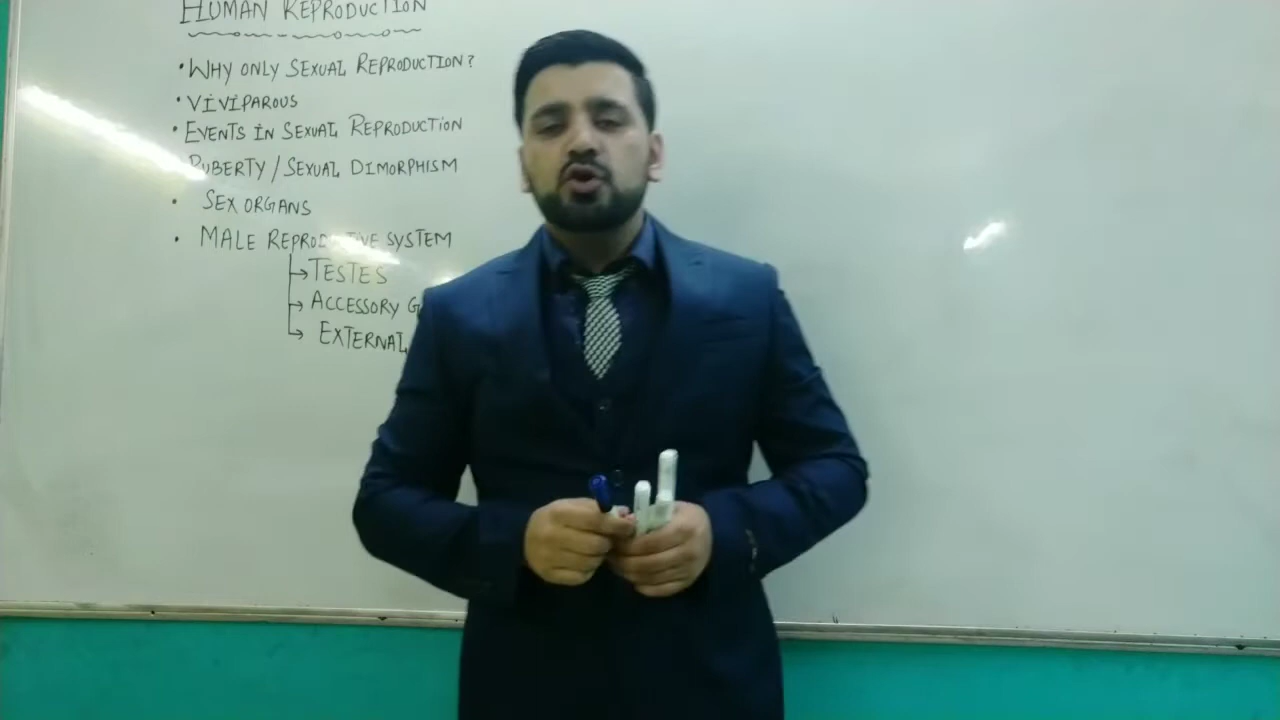 HUMAN REPRODUCTION
• WHY ONLY SEXUAL REPRODUCTION?
• VIVIPAROUS
• EVENTS IN SEXUAL REPRODUCTION
PUBERTY / SEXUAL DIMORPHISM
• SEX ORGANS
• MALE SYSTEM
→ TESTES
→ ACCESSORY
→ EXTERNAL